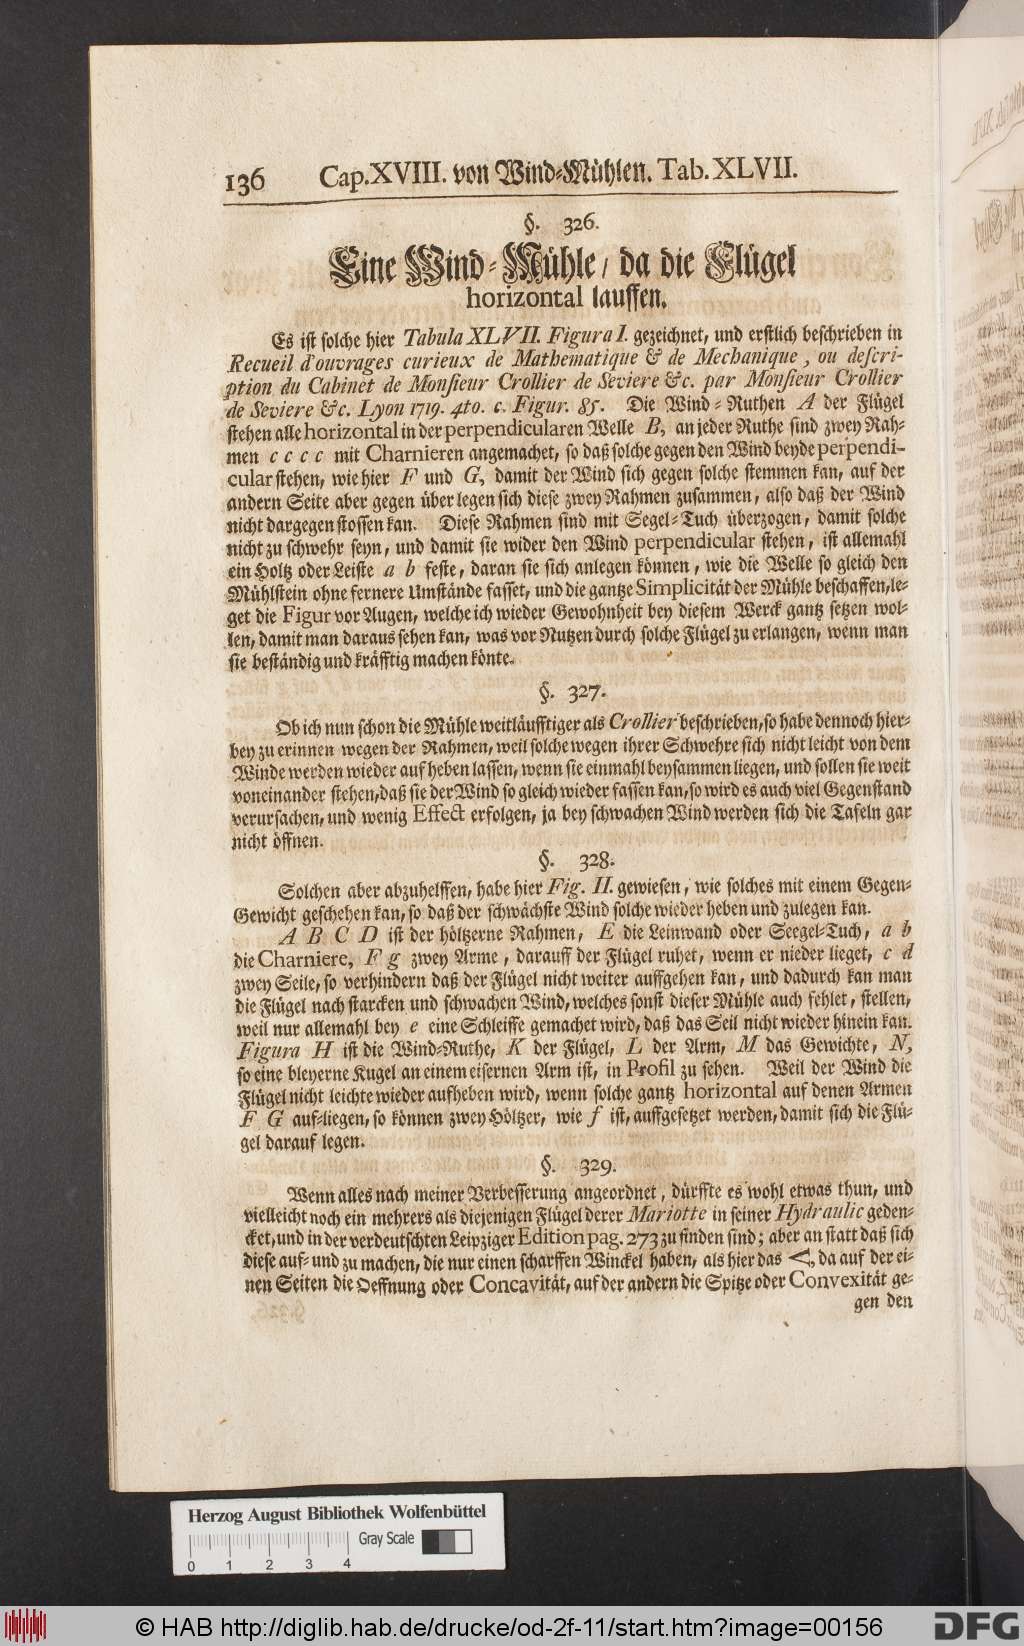 136 Cap.XVIII. von Wind-Mühlen. Tab. XLVII.
§. 326.
Eine Wind-Mühle/ da die Flügel
horizontal lauffen.
Es ist solche hier Tabula XLVII. Figura I. gezeichnet, und erstlich beschrieben in
Recueil d'ouvrages curieux de Mathematique & de Mechanique, ou descri-
ption du Cabinet de Monsieur Crollier de Seviere &c. par Monsieur Crollier
de Seviere &c. Lyon 1719. 4to. c. Figur. 85. Die Wind-Ruthen A der Flügel
stehen alle horizontal in der perpendicularen Welle B, an jeder Ruthe sind zwey Rah-
men c c c c mit Charnieren angemachet, so daß solche gegen den Wind beyde perpendi-
cular stehen, wie hier F und G, damit der Wind sich gegen solche stemmen kan, auf der
andern Seite aber gegen über legen sich diese zwey Rahmen zusammen, also daß der Wind
nicht dargegen stossen kan. Diese Rahmen sind mit Segel-Tuch überzogen, damit solche
nicht zu schwehr seyn, und damit sie wider den Wind perpendicular stehen, ist allemahl
ein Holtz oder Leiste a b feste, daran sie sich anlegen können, wie die Welle so gleich den
Mühlstein ohne fernere Umstände fasset, und die gantze Simplicität der Mühle beschaffen, le-
get die Figur vor Augen, welche ich wieder Gewohnheit bey diesem Werck gantz setzen wol-
len, damit man daraus sehen kan, was vor Nutzen durch solche Flügel zu erlangen, wenn man
sie beständig und kräfftig machen könte.
§. 327.
Ob ich nun schon die Mühle weitläufftiger als Crollier beschrieben, so habe dennoch hier-
bey zu erinnen wegen der Rahmen, weil solche wegen ihrer Schwehre sich nicht leicht von dem
Winde werden wieder auf heben lassen, wenn sie einmahl beysammen liegen, und sollen sie weit
voneinander stehen, daß sie der Wind so gleich wieder fassen kan, so wird es auch viel Gegenstand
verursachen, und wenig Effect erfolgen, ja bey schwachen Wind werden sich die Tafeln gar
nicht öffnen.
§. 328.
Solchen aber abzuhelffen, habe hier Fig. II. gewiesen, wie solches mit einem Gegen-
Gewicht geschehen kan, so daß der schwächste Wind solche wieder heben und zulegen kan.
A B C D ist der höltzerne Rahmen, E die Leinwand oder Seegel-Tuch, a b
die Charniere, F g zwey Arme, darauff der Flügel ruhet, wenn er nieder lieget, c d
zwey Seile, so verhindern daß der Flügel nicht weiter auffgehen kan, und dadurch kan man
die Flügel nach starcken und schwachen Wind, welches sonst dieser Mühle auch fehlet, stellen,
weil nur allemahl bey e eine Schleiffe gemachet wird, daß das Seil nicht wieder hinein kan.
Figura H ist die Wind-Ruthe, K der Flügel, L der Arm, M das Gewichte, N,
so eine bleyerne Kugel an einem eisernen Arm ist, in Profil zu sehen. Weil der Wind die
Flügel nicht leichte wieder aufheben wird, wenn solche gantz horizontal auf denen Armen
F G auf-liegen, so können zwey Höltzer, wie f ist, auffgesetzet werden, damit sich die Flü-
gel darauf legen.
§. 329.
Wenn alles nach meiner Verbesserung angeordnet, dürffte es wohl etwas thun, und
vielleicht noch ein mehrers als diejenigen Flügel derer Mariotte in seiner Hydraulic geden-
cket, und in der verdeutschten Leipziger Edition pag. 273 zu finden sind; aber an statt daß sich
diese auf- und zu machen, die nur einen scharffen Winckel haben, als hier das <, da auf der ei-
nen Seiten die Oeffnung oder Concavität, auf der andern die Spitze oder Convexität ge-
gen den
Herzog August Bibliothek Wolfenbüttel
Gray Scale
0 1 2 3 4
© HAB http://diglib.hab.de/drucke/od-2f-11/start.htm?image=00156
DFG